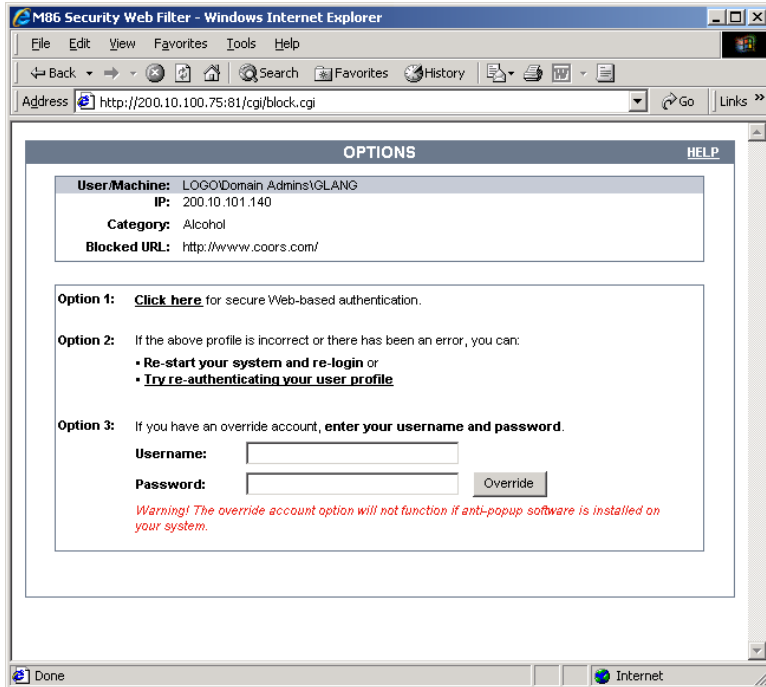 M86 Security Web Filter - Windows Internet Explorer
File Edit View Favorites Tools Help
Back Search Favorites History
Address http://200.10.100.75:81/cgi/block.cgi Go Links »
OPTIONS HELP
User/Machine: LOGO\Domain Admins\GLANG
IP: 200.10.101.140
Category: Alcohol
Blocked URL: http://www.coors.com/
Option 1: Click here for secure Web-based authentication.
Option 2: If the above profile is incorrect or there has been an error, you can:
▪ Re-start your system and re-login or
▪ Try re-authenticating your user profile
Option 3: If you have an override account, enter your username and password.
Username:
Password: Override
Warning! The override account option will not function if anti-popup software is installed on
your system.
Done Internet